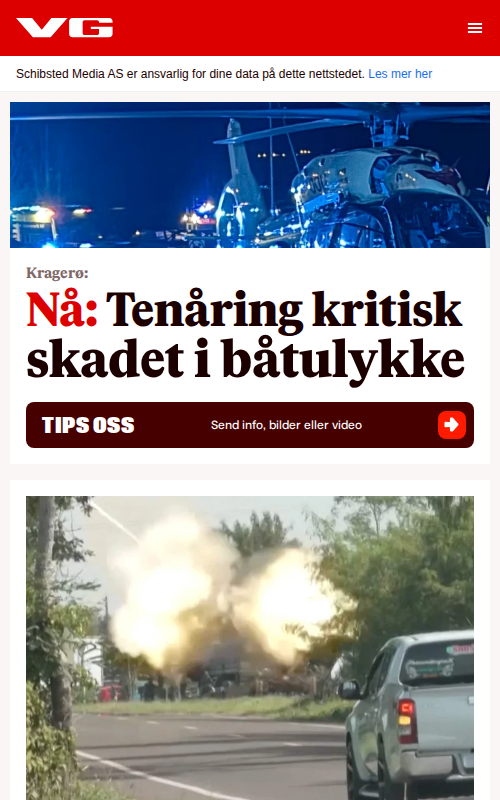 VG
Schibsted Media AS er ansvarlig for dine data på dette nettstedet. Les mer her
Kragerø:
Nå: Tenåring kritisk
skadet i båtulykke
TIPS OSS
Send info, bilder eller video